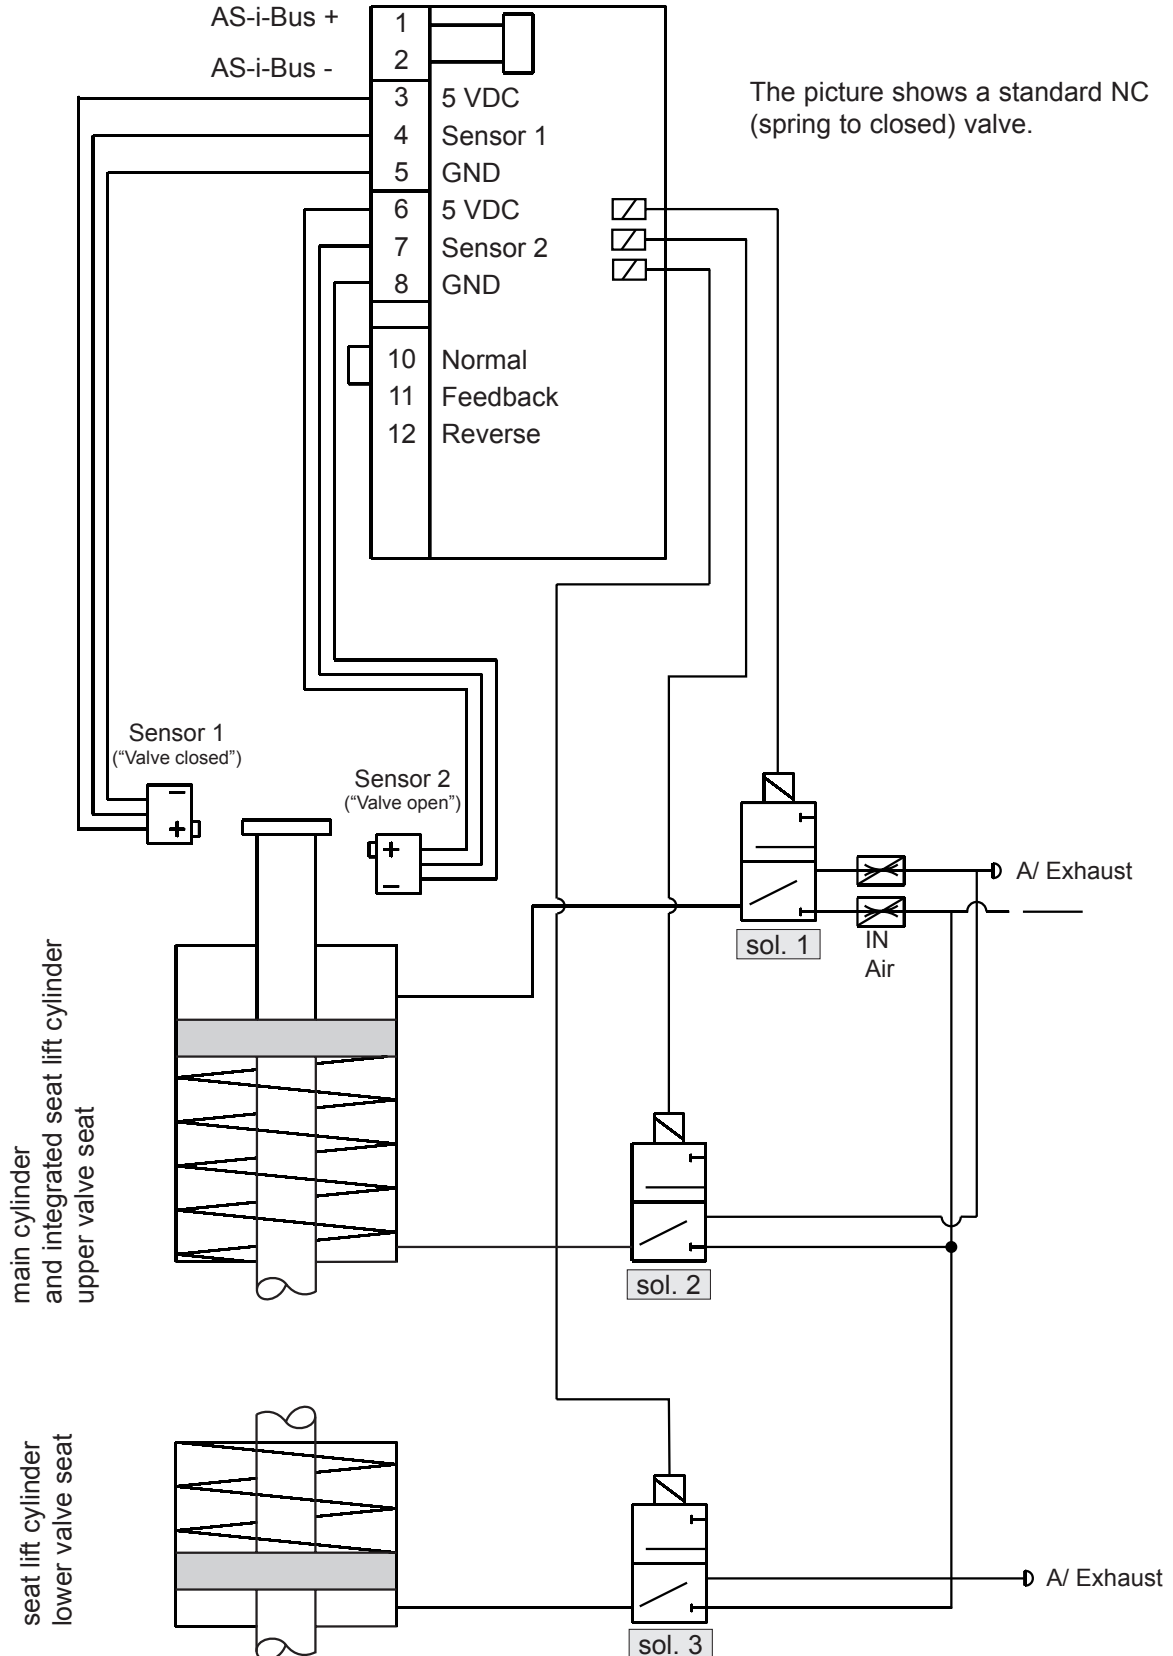 AS-i-Bus +
AS-i-Bus -
1
2
3 5 VDC
4 Sensor 1
5 GND
6 5 VDC
7 Sensor 2
8 GND
10 Normal
11 Feedback
12 Reverse
The picture shows a standard NC
(spring to closed) valve.
Sensor 1
(“Valve closed”)
–
+
Sensor 2
(“Valve open”)
+
–
A/ Exhaust
IN
Air
sol. 1
main cylinder
and integrated seat lift cylinder
upper valve seat
sol. 2
seat lift cylinder
lower valve seat
A/ Exhaust
sol. 3